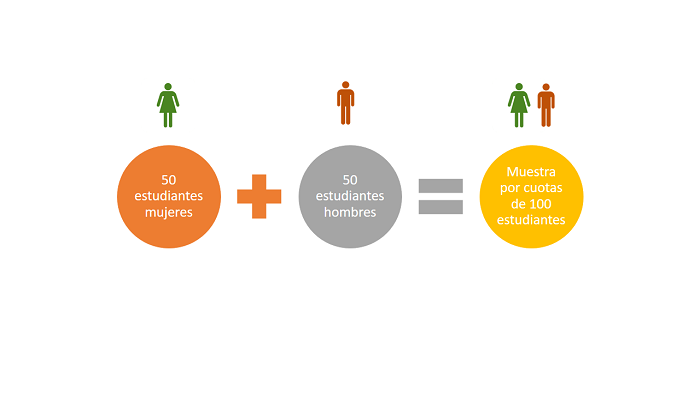 50
estudiantes
mujeres
50
estudiantes
hombres
Muestra
por cuotas
de 100
estudiantes